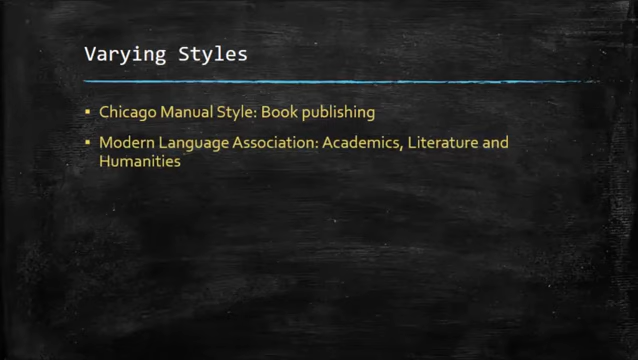 Varying Styles
Chicago Manual Style: Book publishing
Modern Language Association: Academics, Literature and
Humanities